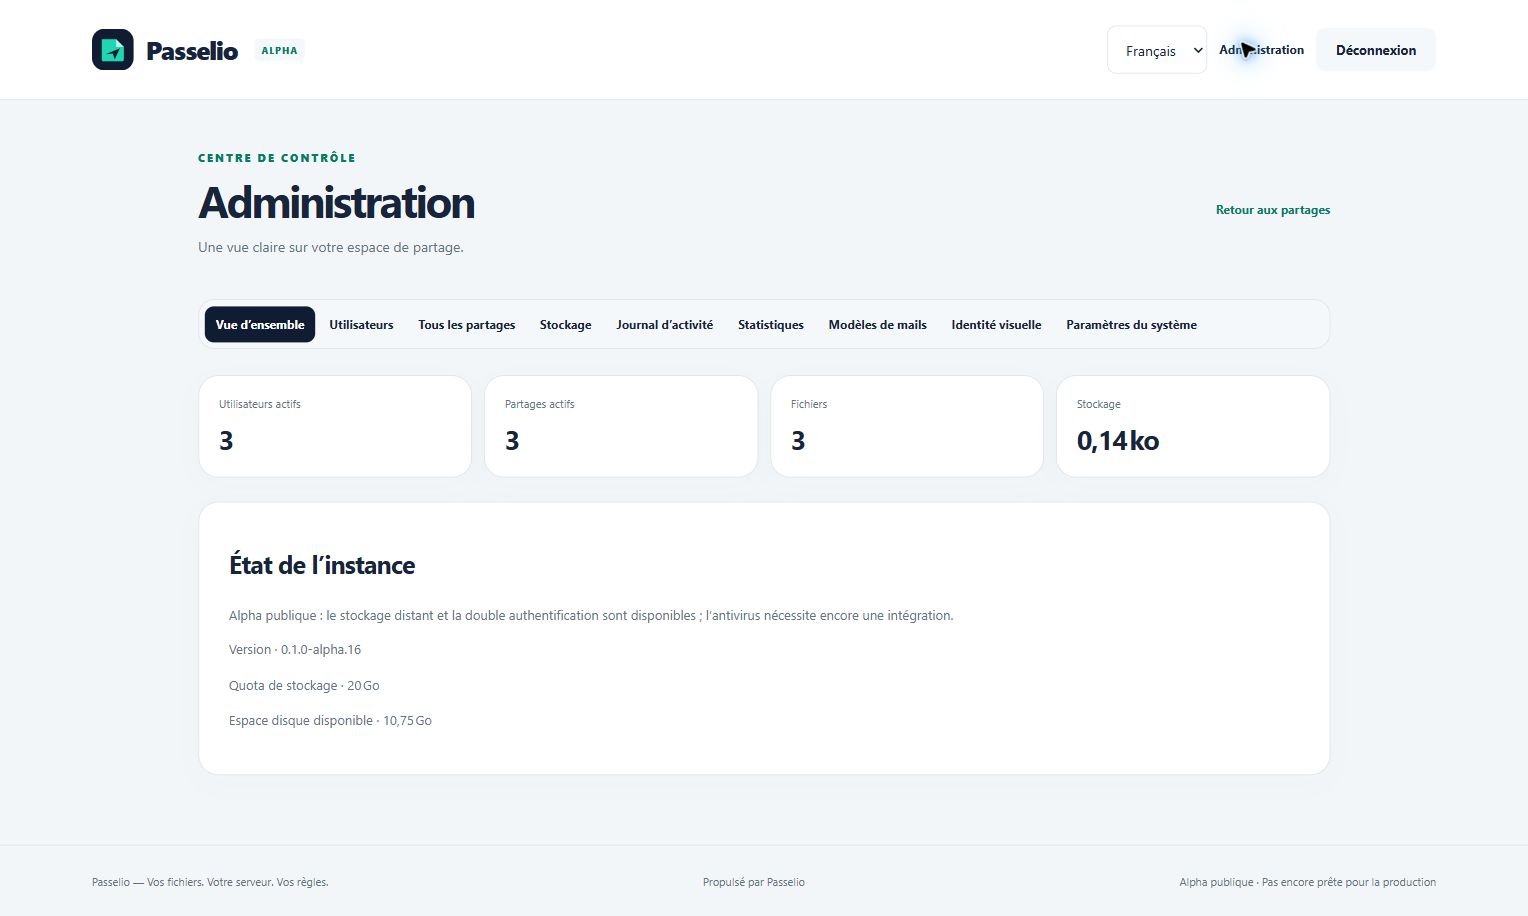 Passelio ALPHA
Français
Administration
Déconnexion
CENTRE DE CONTRÔLE
Administration
Retour aux partages
Une vue claire sur votre espace de partage.
Vue d’ensemble Utilisateurs Tous les partages Stockage Journal d’activité Statistiques Modèles de mails Identité visuelle Paramètres du système
Utilisateurs actifs
3
Partages actifs
3
Fichiers
3
Stockage
0,14 ko
État de l’instance
Alpha publique : le stockage distant et la double authentification sont disponibles ; l’antivirus nécessite encore une intégration.
Version · 0.1.0-alpha.16
Quota de stockage · 20 Go
Espace disque disponible · 10,75 Go
Passelio — Vos fichiers. Votre serveur. Vos règles.
Propulsé par Passelio
Alpha publique · Pas encore prête pour la production